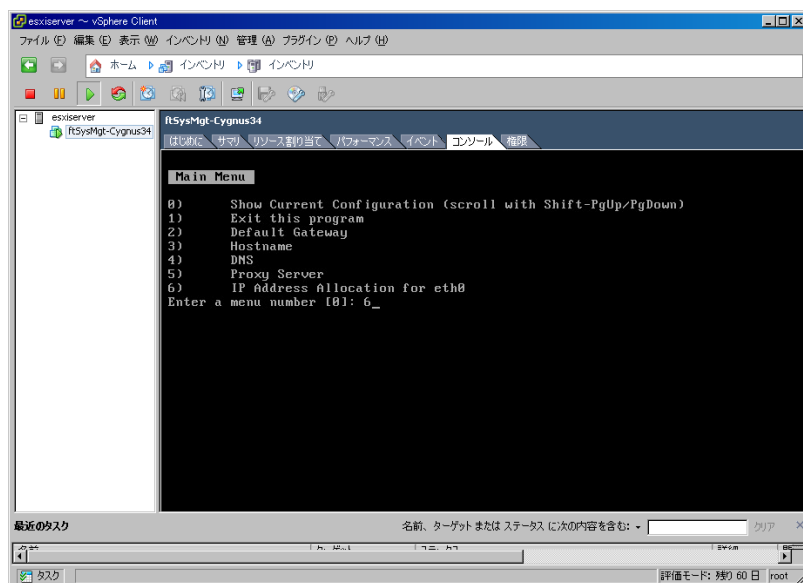 esxiserver ～ vSphere Client
ファイル (F) 編集 (E) 表示 (W) インベントリ (N) 管理 (A) プラグイン (P) ヘルプ (H)
ホーム インベントリ インベントリ
esxiserver
ftSysMgt-Cygnus34
ftSysMgt-Cygnus34
はじめに サマリ リソース割り当て パフォーマンス イベント コンソール 権限
Main Menu
0) Show Current Configuration (scroll with Shift-PgUp/PgDown)
1) Exit this program
2) Default Gateway
3) Hostname
4) DNS
5) Proxy Server
6) IP Address Allocation for eth0
Enter a menu number [0]: 6_
最近のタスク
名前、ターゲット または ステータス に次の内容を含む:
クリア
タスク
評価モード: 残り 60 日
root